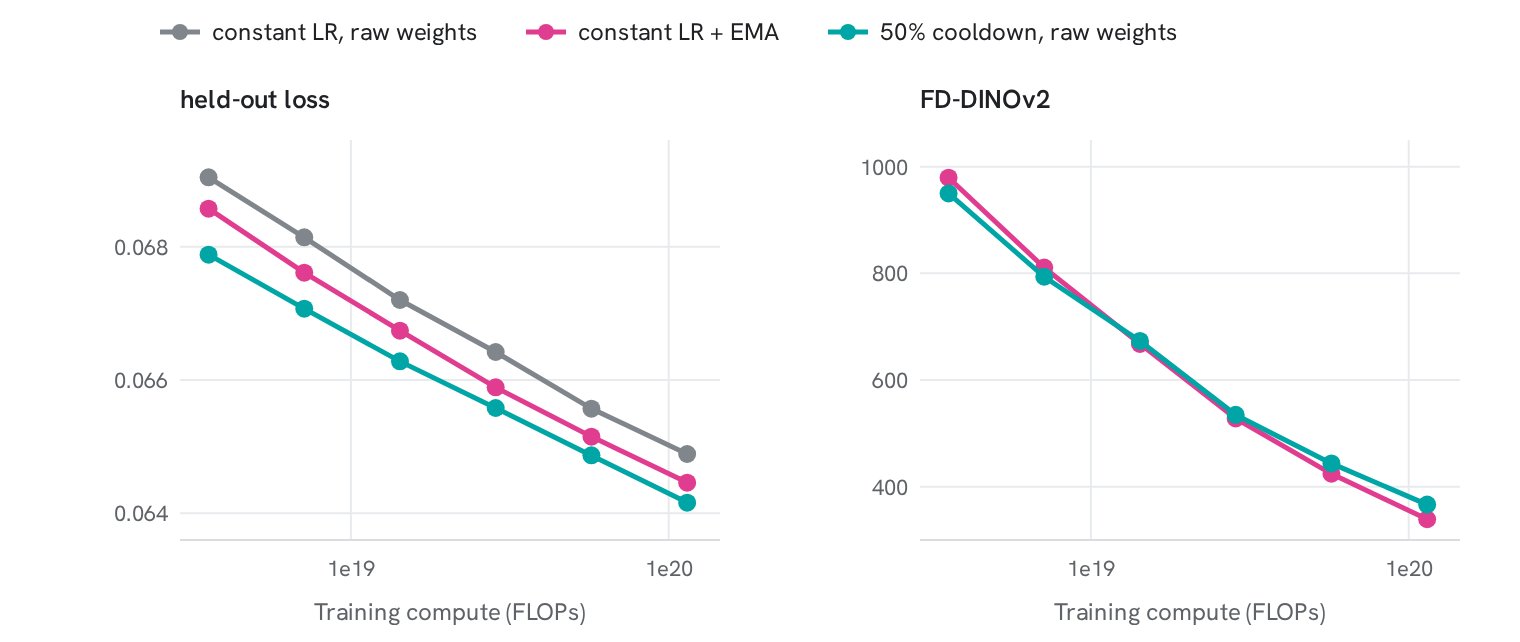 constant LR, raw weights
constant LR + EMA
50% cooldown, raw weights
held-out loss
0.068
0.066
0.064
1e19
1e20
Training compute (FLOPs)
FD-DINOv2
1000
800
600
400
1e19
1e20
Training compute (FLOPs)